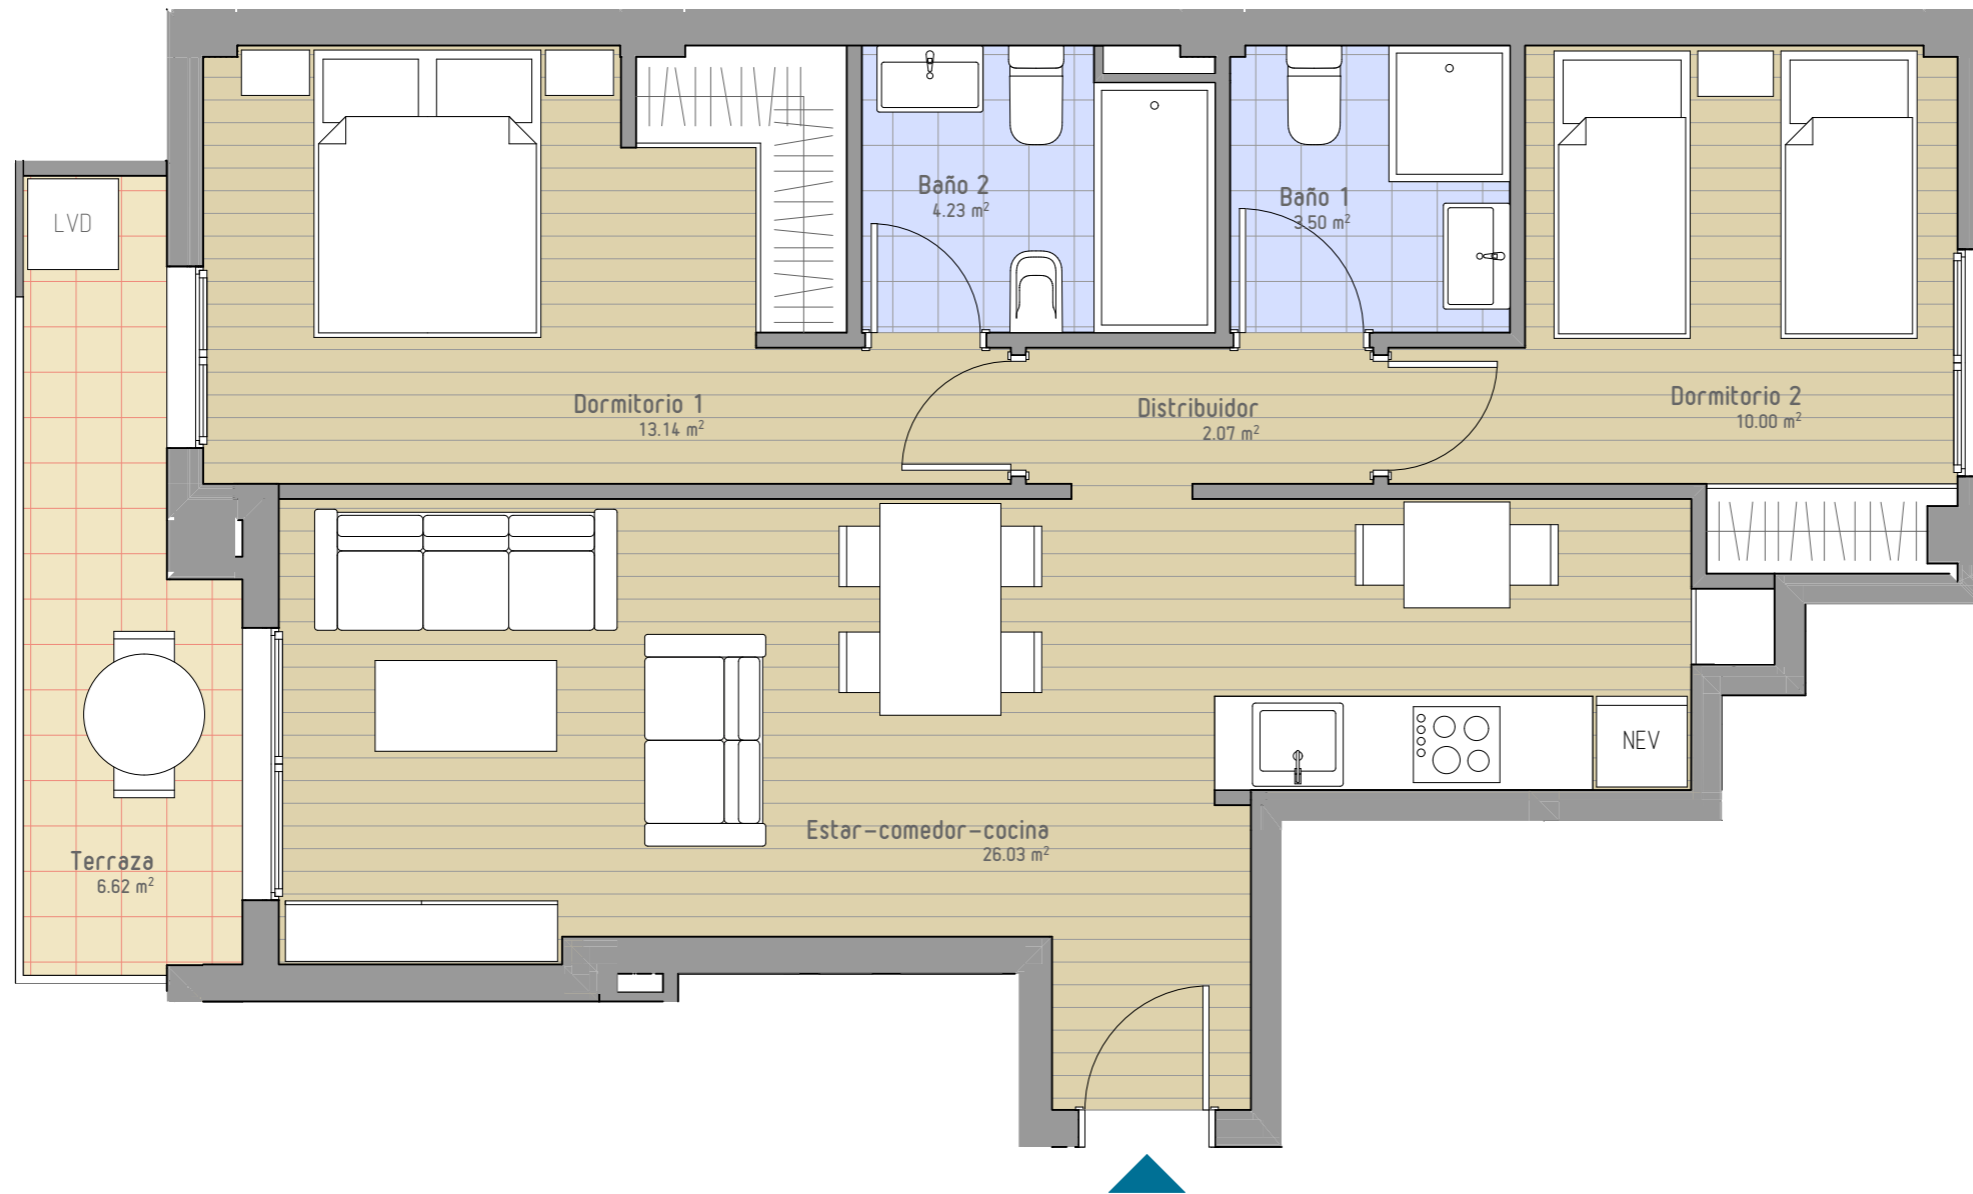 Baño 2
4.23 m²
Baño 1
3.50 m²
LVD
Dormitorio 1
13.14 m²
Distribuidor
2.07 m²
Dormitorio 2
10.00 m²
NEV
Estar-comedor-cocina
26.03 m²
Terraza
6.62 m²